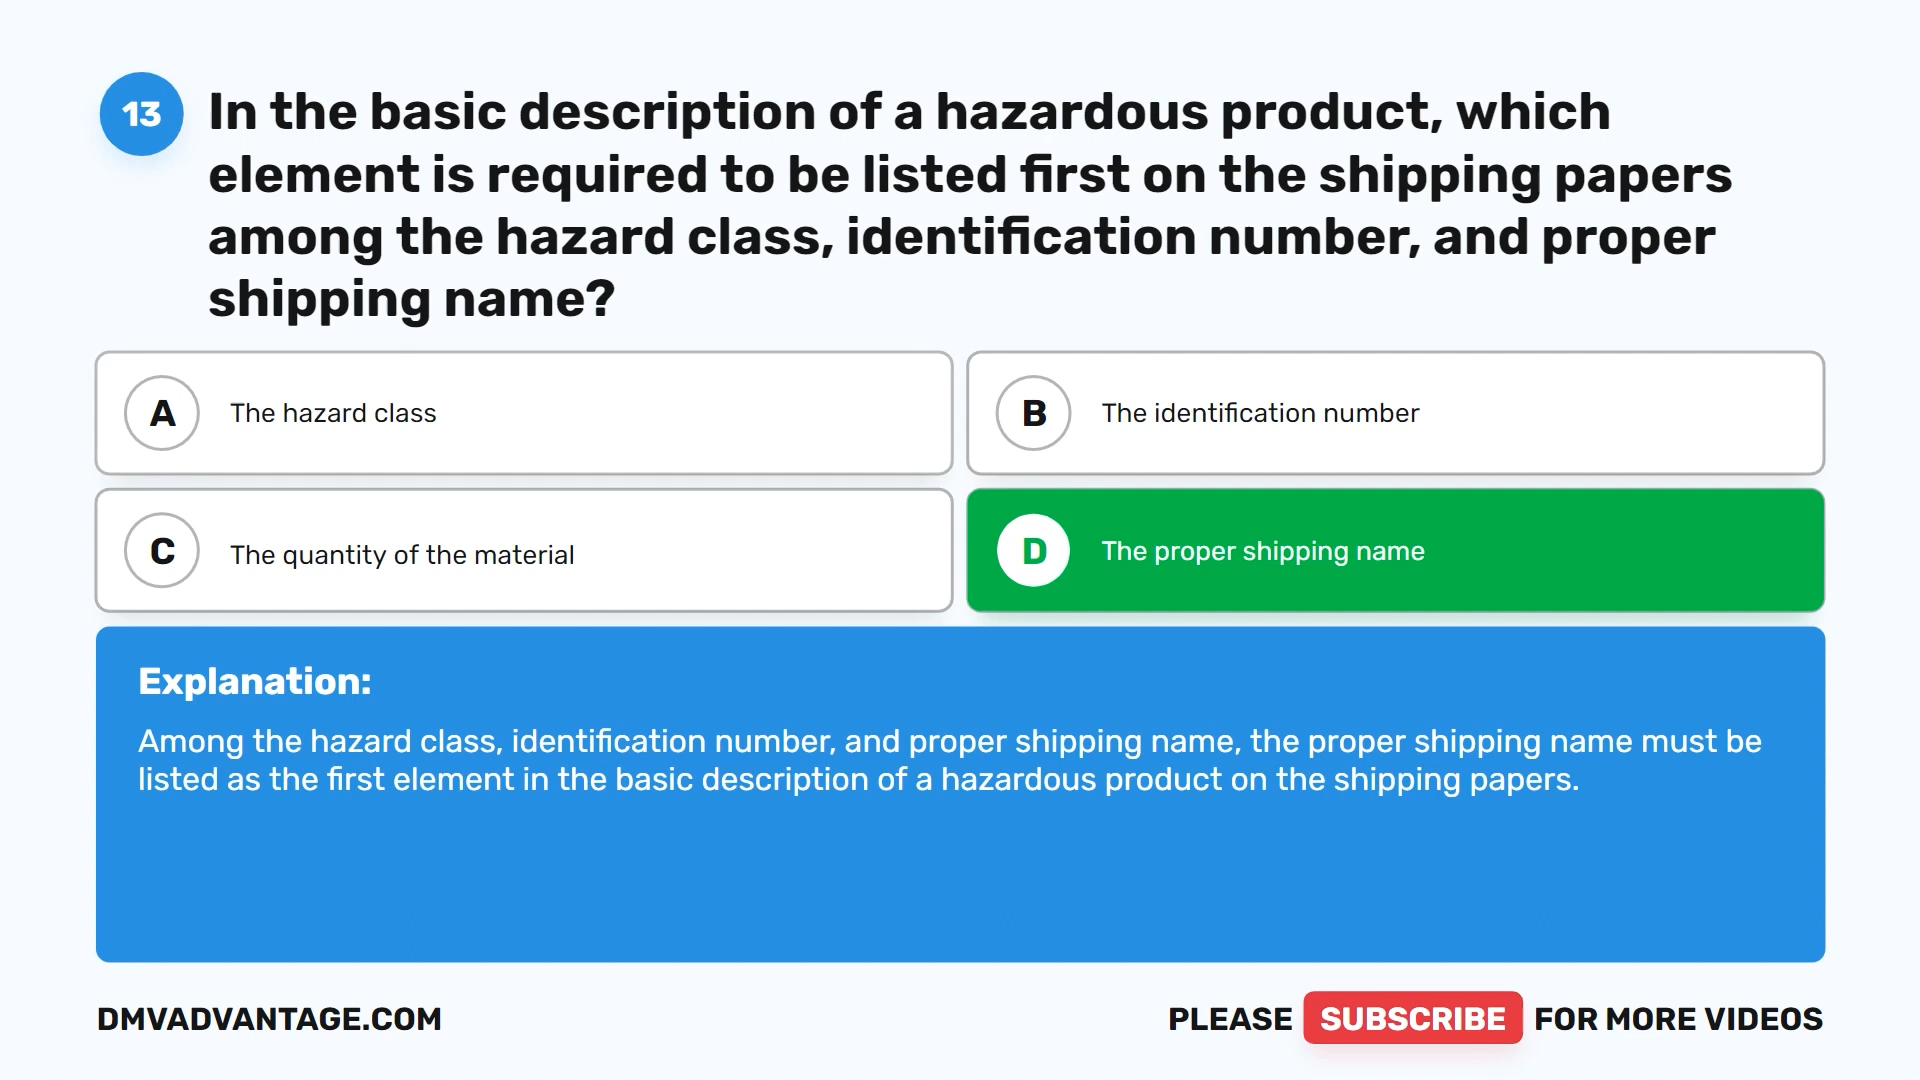 13
In the basic description of a hazardous product, which
element is required to be listed first on the shipping papers
among the hazard class, identification number, and proper
shipping name?
A The hazard class
B The identification number
C The quantity of the material
D The proper shipping name
Explanation:
Among the hazard class, identification number, and proper shipping name, the proper shipping name must be
listed as the first element in the basic description of a hazardous product on the shipping papers.
DMVADVANTAGE.COM
PLEASE SUBSCRIBE FOR MORE VIDEOS